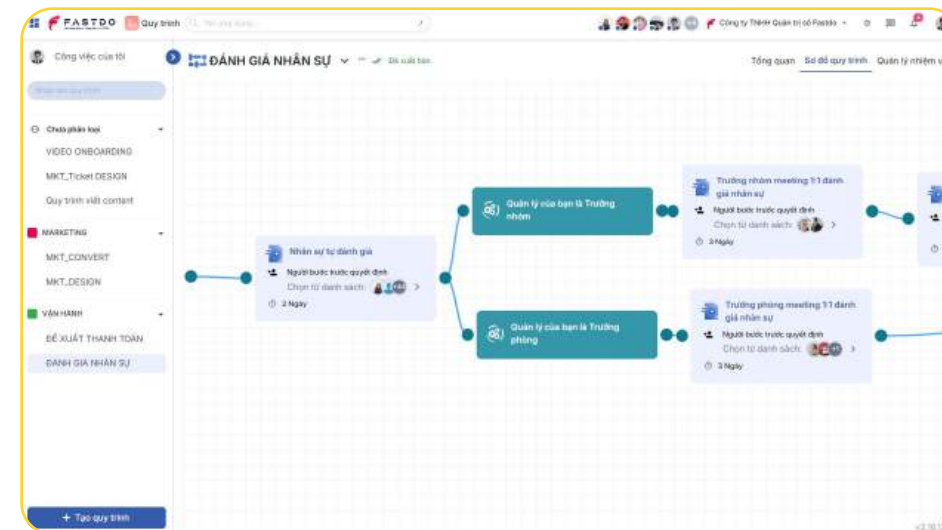 FASTDO Quy trình
Công ty TNHH Quản trị số Fastdo
Công việc của tôi
ĐÁNH GIÁ NHÂN SỰ
Đã xuất bản
Tổng quan Sơ đồ quy trình Quản lý nhiệm v
Chưa phân loại
VIDEO ONBOARDING
MKT_Ticket DESIGN
Quy trình viết content
MARKETING
MKT_CONVERT
MKT_DESIGN
VẬN HÀNH
ĐỀ XUẤT THANH TOÁN
ĐÁNH GIÁ NHÂN SỰ
+ Tạo quy trình
Nhân sự tự đánh giá
Người bước trước quyết định
Chọn từ danh sách:
2 Ngày
Quản lý của bạn là Trưởng
nhóm
Quản lý của bạn là Trưởng
phòng
Trưởng nhóm meeting 1:1 đánh
giá nhân sự
Người bước trước quyết định
Chọn từ danh sách:
3 Ngày
Trưởng phòng meeting 1:1 đánh
giá nhân sự
Người bước trước quyết định
Chọn từ danh sách:
3 Ngày